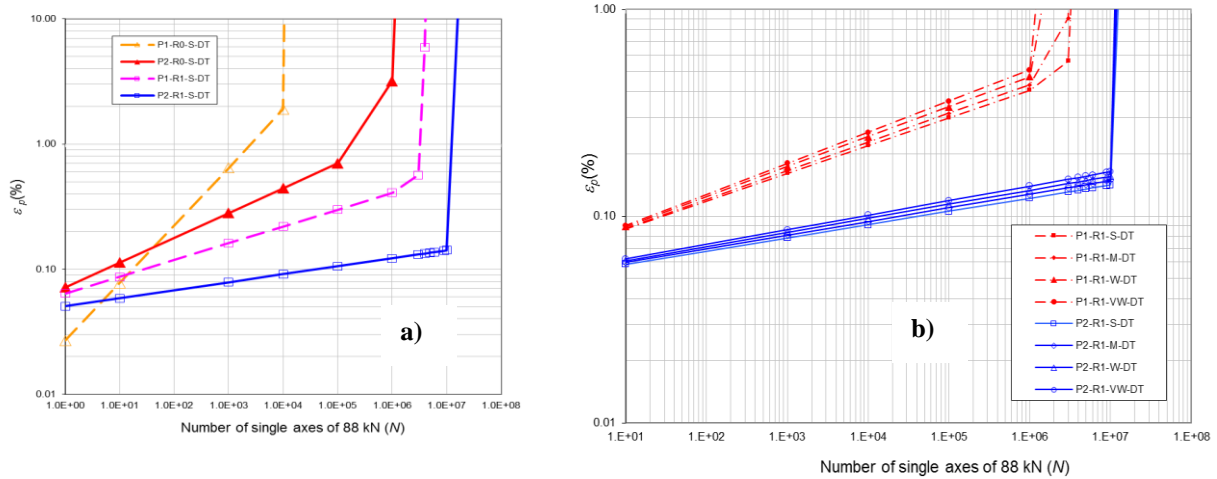 10.00
1.00
0.10
0.01
εp(%)
P1-R0-S-DT
P2-R0-S-DT
P1-R1-S-DT
P2-R1-S-DT
a)
1.0E+00 1.0E+01 1.0E+02 1.0E+03 1.0E+04 1.0E+05 1.0E+06 1.0E+07 1.0E+08
Number of single axes of 88 kN (N)
1.00
0.10
0.01
εp(%)
b)
P1-R1-S-DT
P1-R1-M-DT
P1-R1-W-DT
P1-R1-VW-DT
P2-R1-S-DT
P2-R1-M-DT
P2-R1-W-DT
P2-R1-VW-DT
1.E+01 1.E+02 1.E+03 1.E+04 1.E+05 1.E+06 1.E+07 1.E+08
Number of single axes of 88 kN (N)